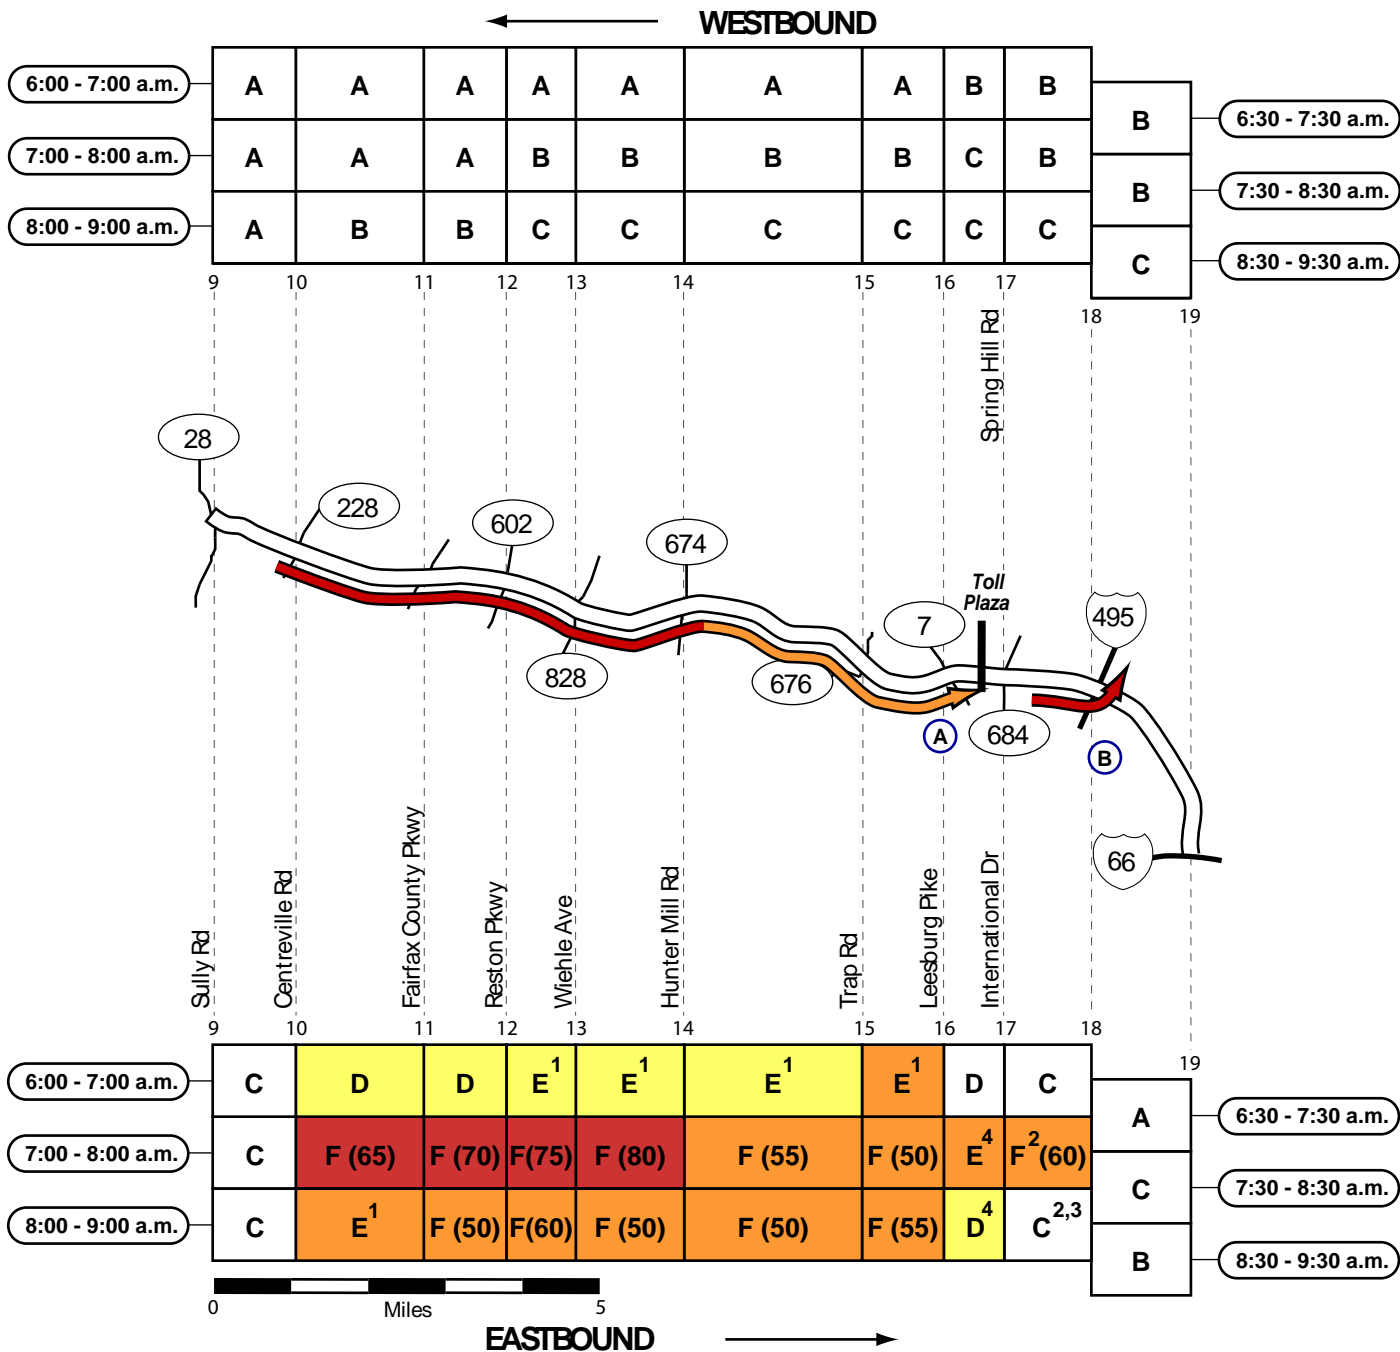 WESTBOUND
6:00 - 7:00 a.m. A A A A A A A B B
B 6:30 - 7:30 a.m.
7:00 - 8:00 a.m. A A A B B B B C B
B 7:30 - 8:30 a.m.
8:00 - 9:00 a.m. A B B C C C C C C
C 8:30 - 9:30 a.m.
9 10 11 12 13 14 15 16 17
18 19
Spring Hill Rd
28
228
602
674
Toll
Plaza
7
495
828
676
A
684
B
66
Sully Rd
Centreville Rd
Fairfax County Pkwy
Reston Pkwy
Wiehle Ave
Hunter Mill Rd
Trap Rd
Leesburg Pike
International Dr
9 10 11 12 13 14 15 16 17 18
19
6:00 - 7:00 a.m. C D D E1 E1 E1 E1 D C
A 6:30 - 7:30 a.m.
7:00 - 8:00 a.m. C F (65) F (70) F(75) F (80) F (55) F (50) E4 F2(60)
C 7:30 - 8:30 a.m.
8:00 - 9:00 a.m. C E1 F (50) F(60) F (50) F (50) F (55) D4 C2,3
B 8:30 - 9:30 a.m.
0 Miles 5
EASTBOUND